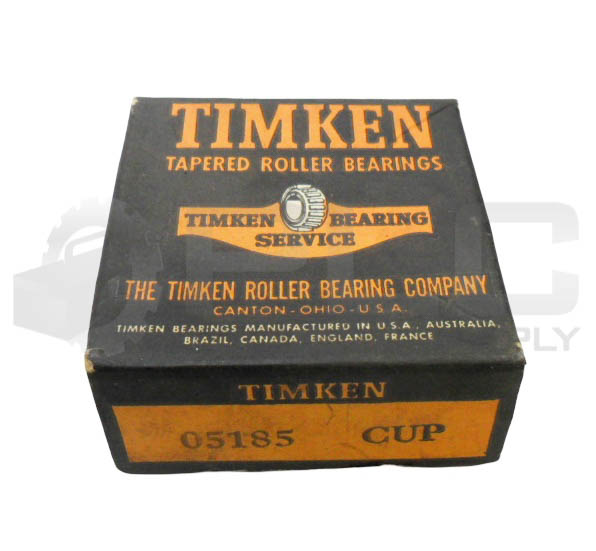 TIMKEN
TAPERED ROLLER BEARINGS
TIMKEN BEARING
SERVICE
THE TIMKEN ROLLER BEARING COMPANY
CANTON-OHIO-U.S.A.
TIMKEN BEARINGS MANUFACTURED IN U.S.A., AUSTRALIA,
BRAZIL, CANADA, ENGLAND, FRANCE
TIMKEN
05185 CUP